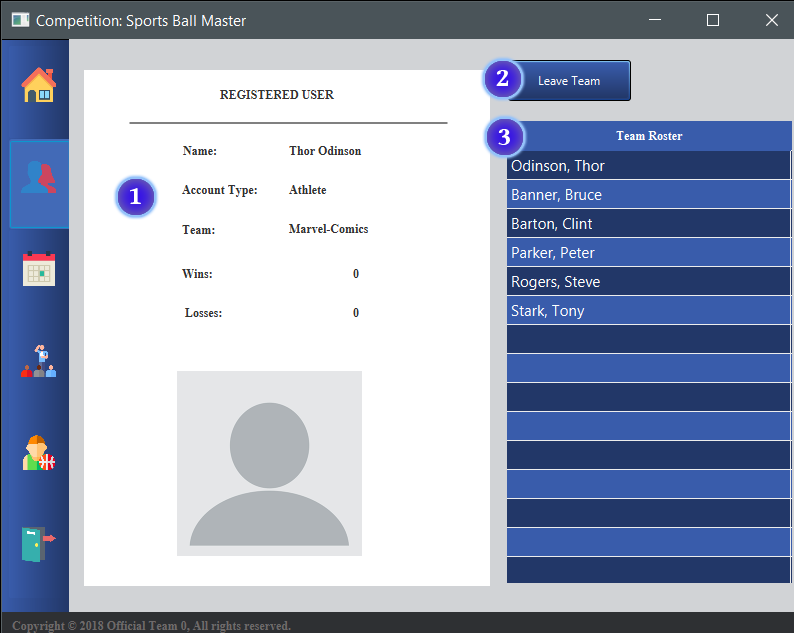 Competition: Sports Ball Master
REGISTERED USER
Name: Thor Odinson
1
Account Type: Athlete
Team: Marvel-Comics
Wins: 0
Losses: 0
2
Leave Team
3
Team Roster
Odinson, Thor
Banner, Bruce
Barton, Clint
Parker, Peter
Rogers, Steve
Stark, Tony
Copyright © 2018 Official Team 0, All rights reserved.